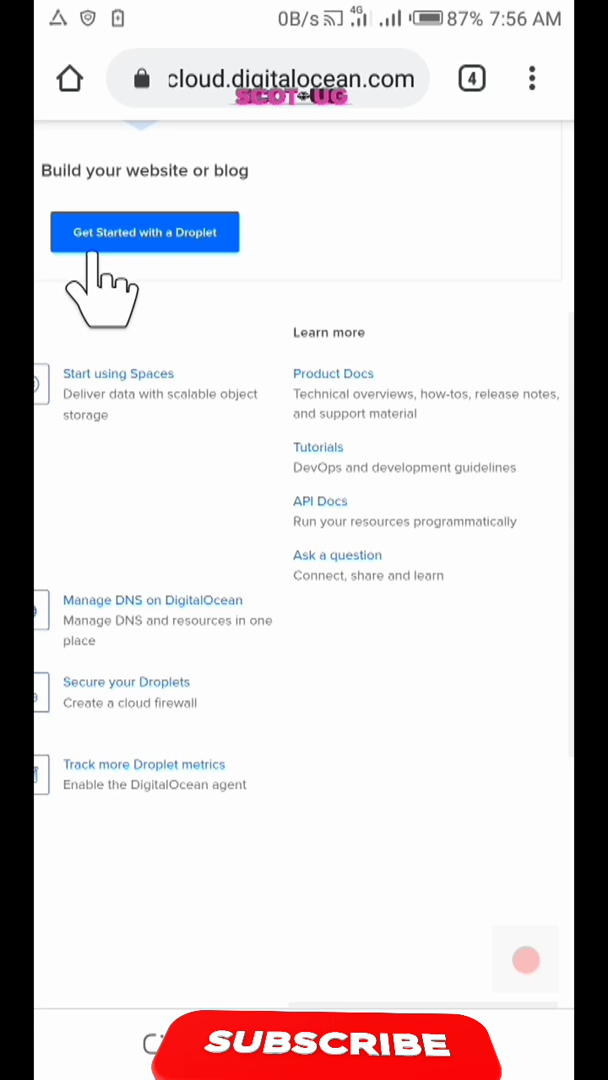 0B/s 4G 87% 7:56 AM
cloud.digitalocean.com
4
SCOT UG
Build your website or blog
Get Started with a Droplet
Learn more
Start using Spaces
Deliver data with scalable object
storage
Product Docs
Technical overviews, how-tos, release notes,
and support material
Tutorials
DevOps and development guidelines
API Docs
Run your resources programmatically
Ask a question
Connect, share and learn
Manage DNS on DigitalOcean
Manage DNS and resources in one
place
Secure your Droplets
Create a cloud firewall
Track more Droplet metrics
Enable the DigitalOcean agent
SUBSCRIBE